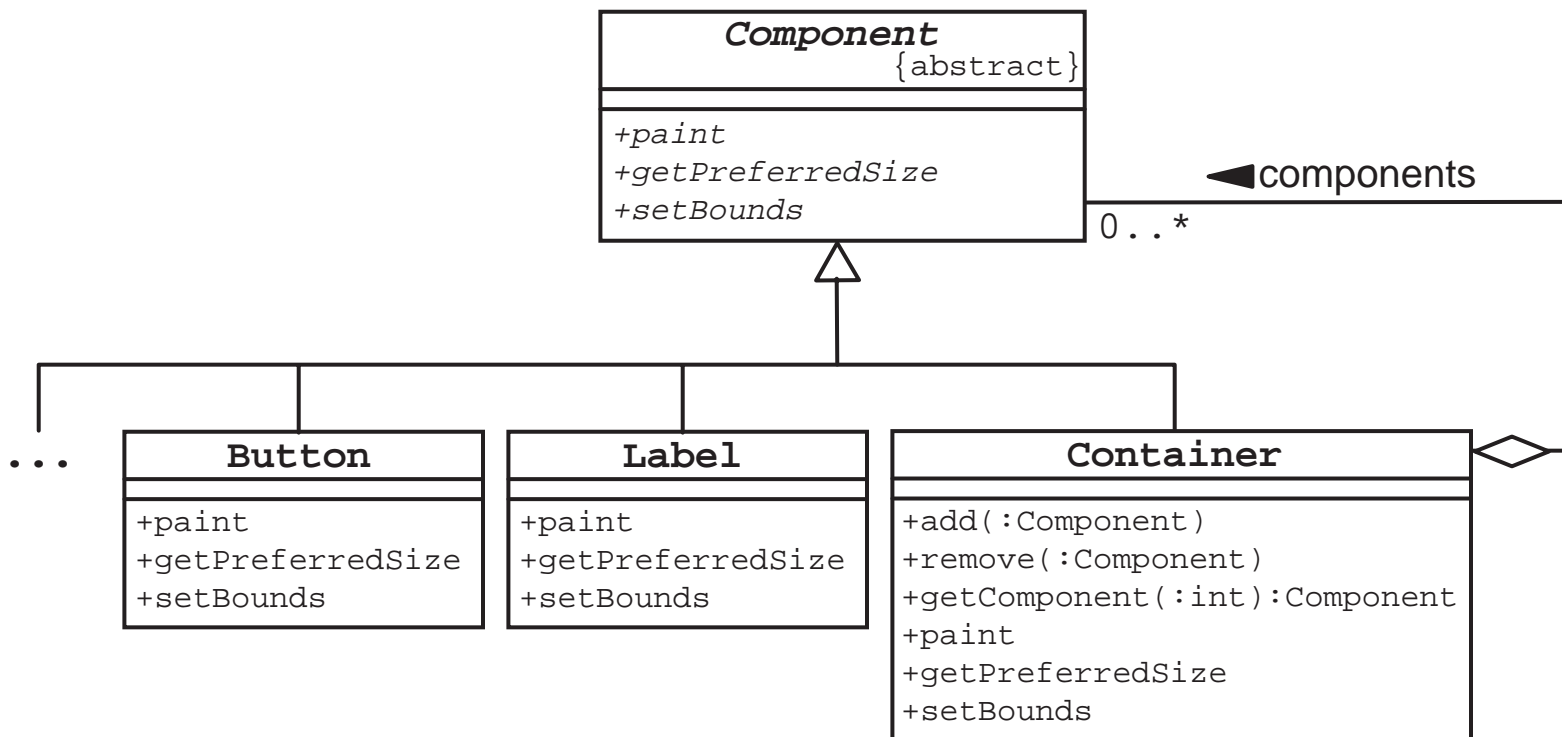 Component
{abstract}
+paint
+getPreferredSize
+setBounds
components
0..*
...
Button
+paint
+getPreferredSize
+setBounds
Label
+paint
+getPreferredSize
+setBounds
Container
+add(:Component)
+remove(:Component)
+getComponent(:int):Component
+paint
+getPreferredSize
+setBounds